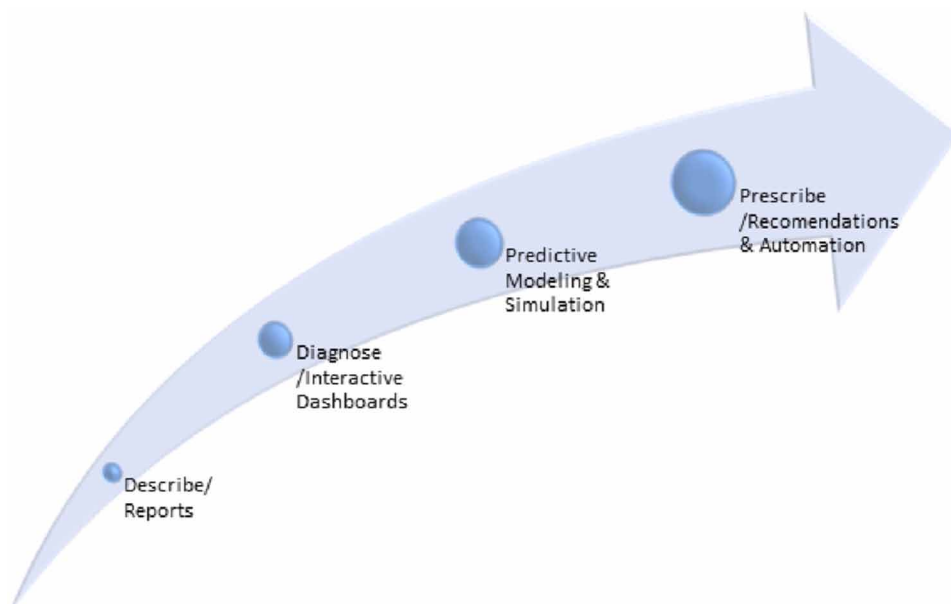 Describe/
Reports
Diagnose
/Interactive
Dashboards
Predictive
Modeling &
Simulation
Prescribe
/Recomendations
& Automation